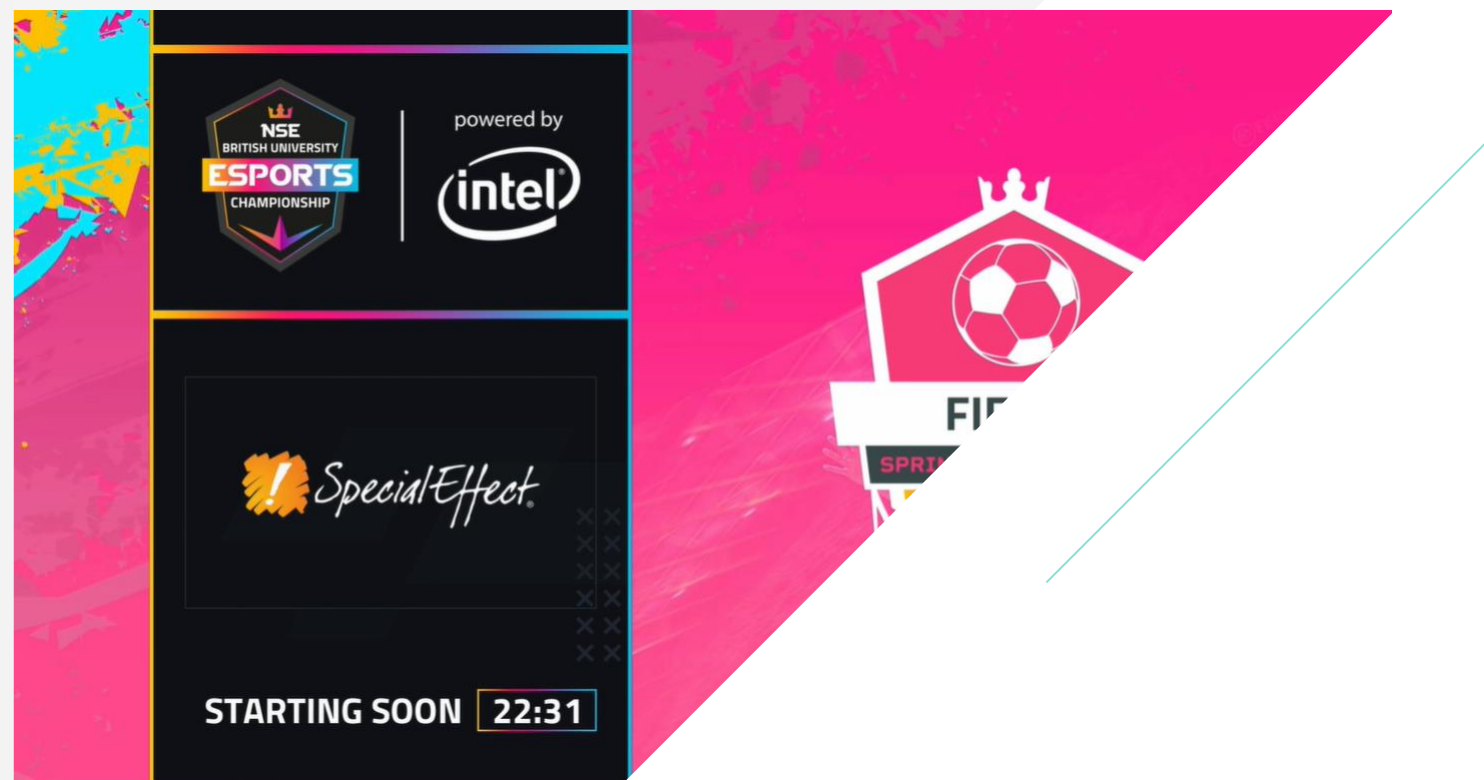 NSE
BRITISH UNIVERSITY
ESPORTS
CHAMPIONSHIP
powered by
intel®
! SpecialEffect®
STARTING SOON 22:31